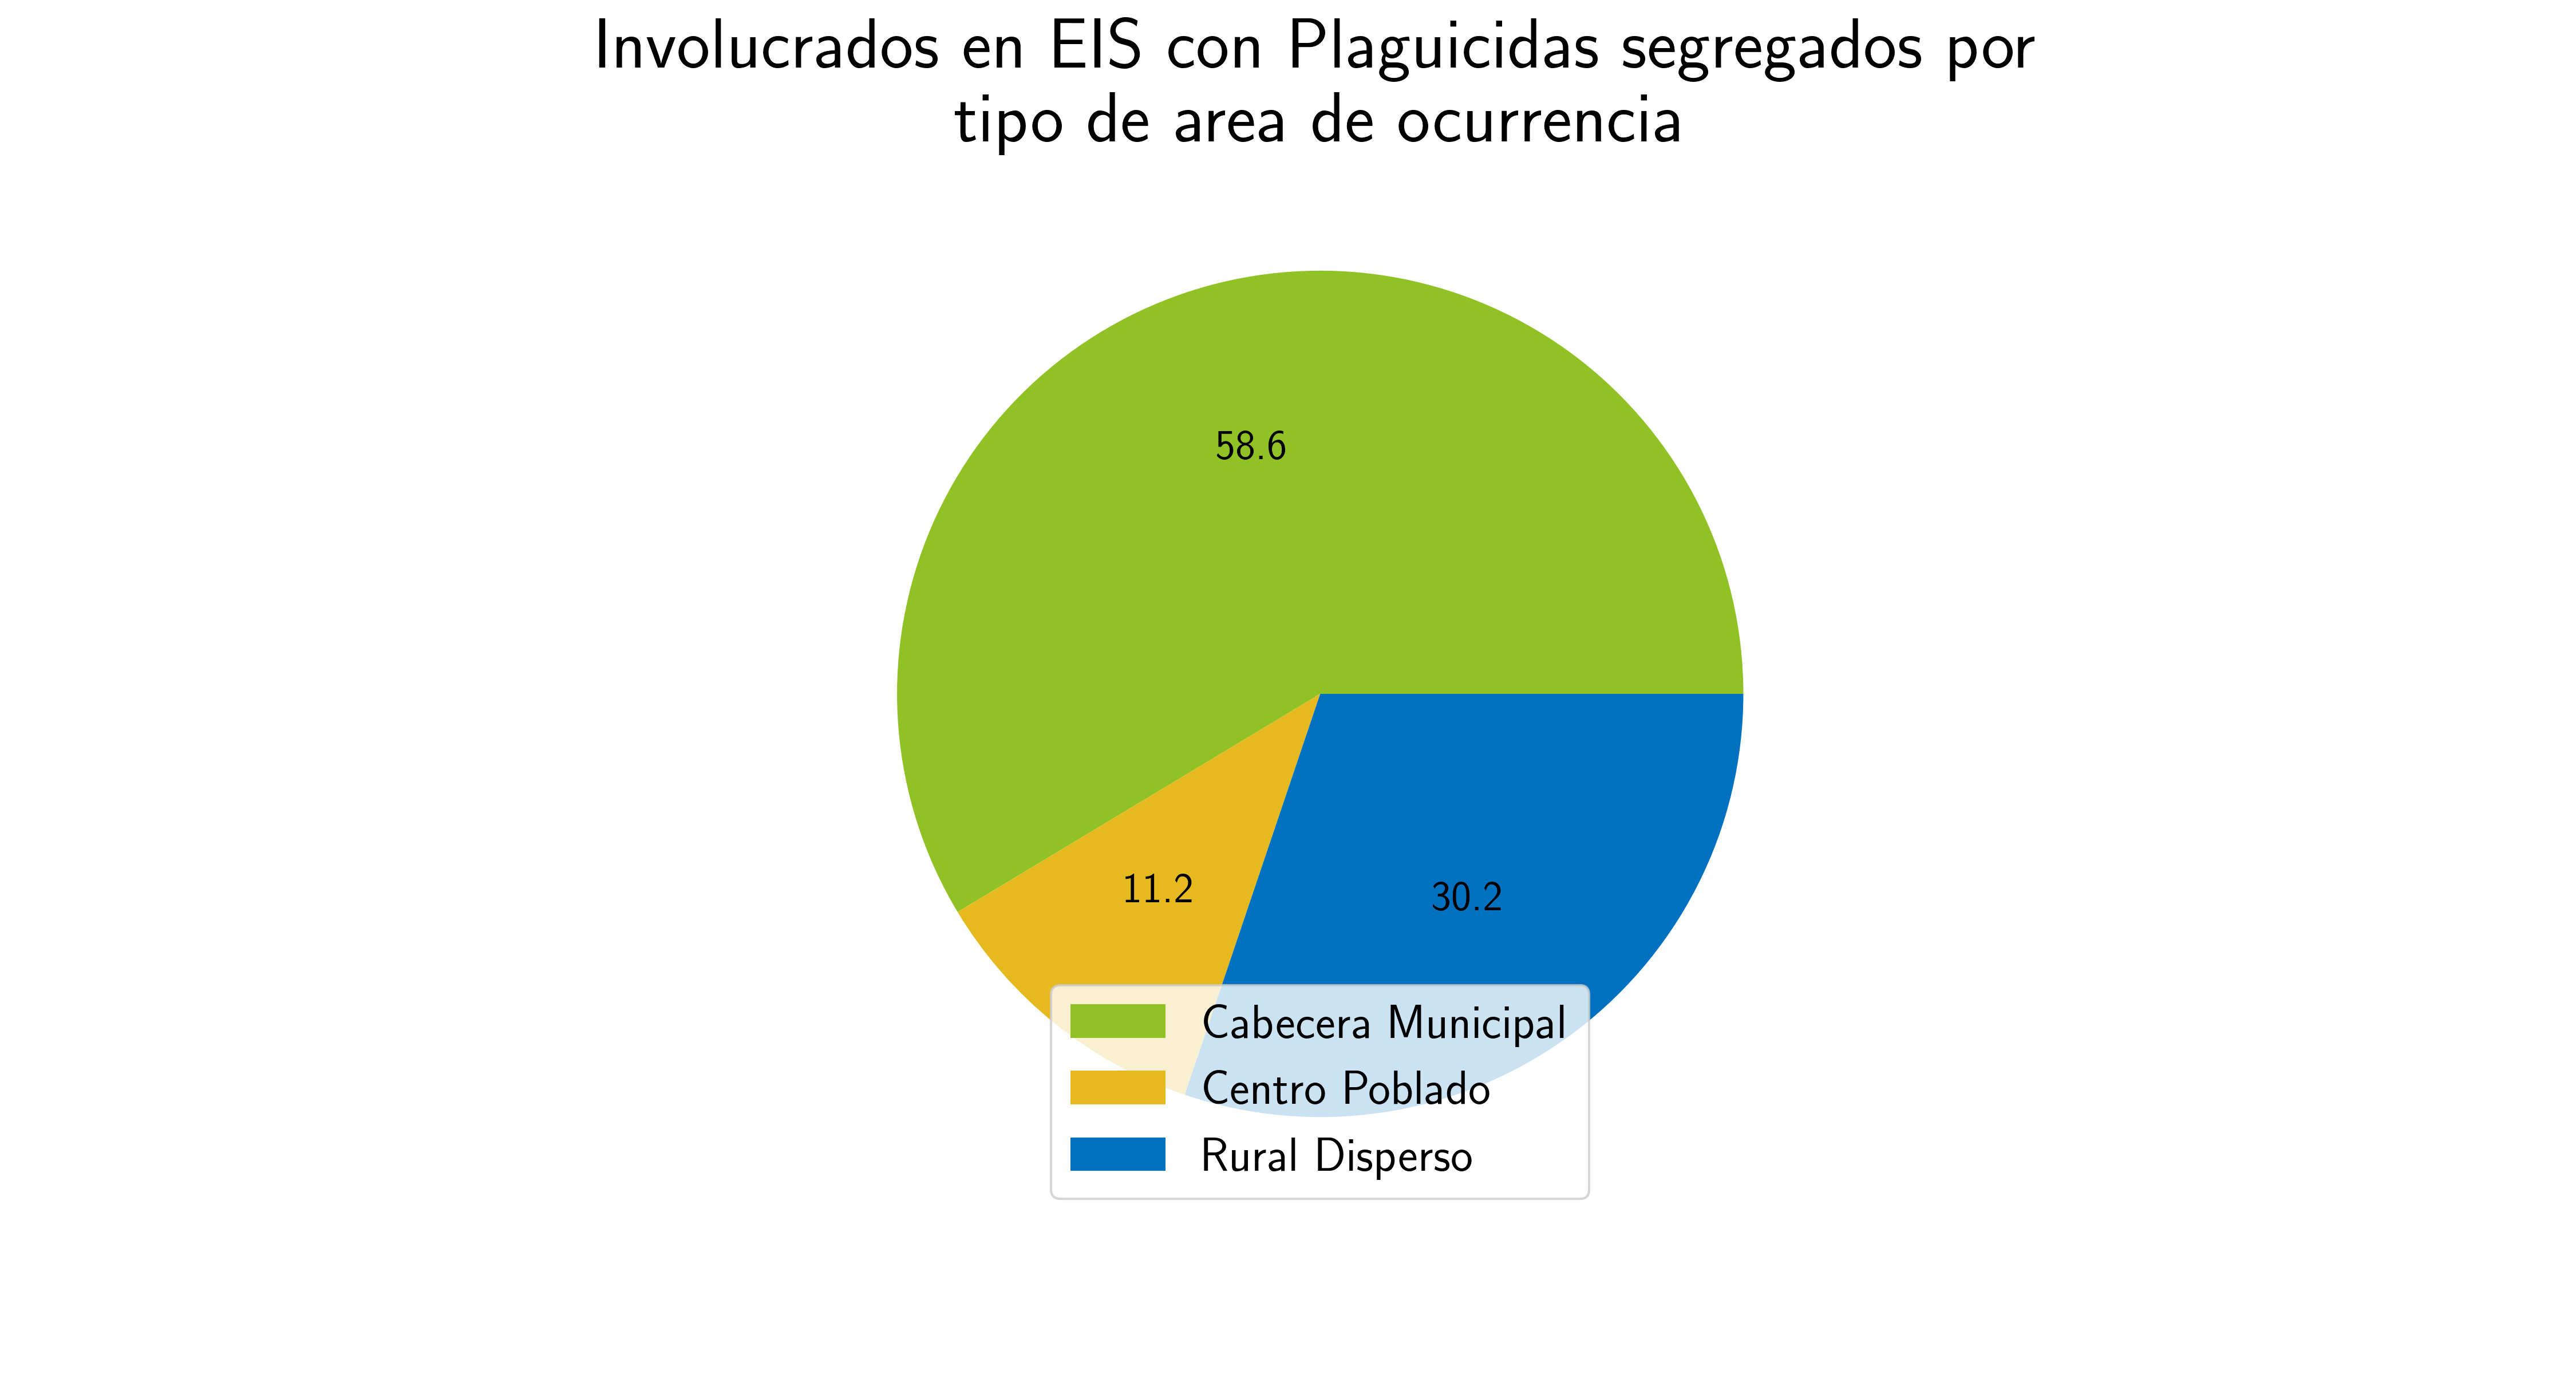 Involucrados en EIS con Plaguicidas segregados por
tipo de area de ocurrencia
58.6
11.2
30.2
Cabecera Municipal
Centro Poblado
Rural Disperso